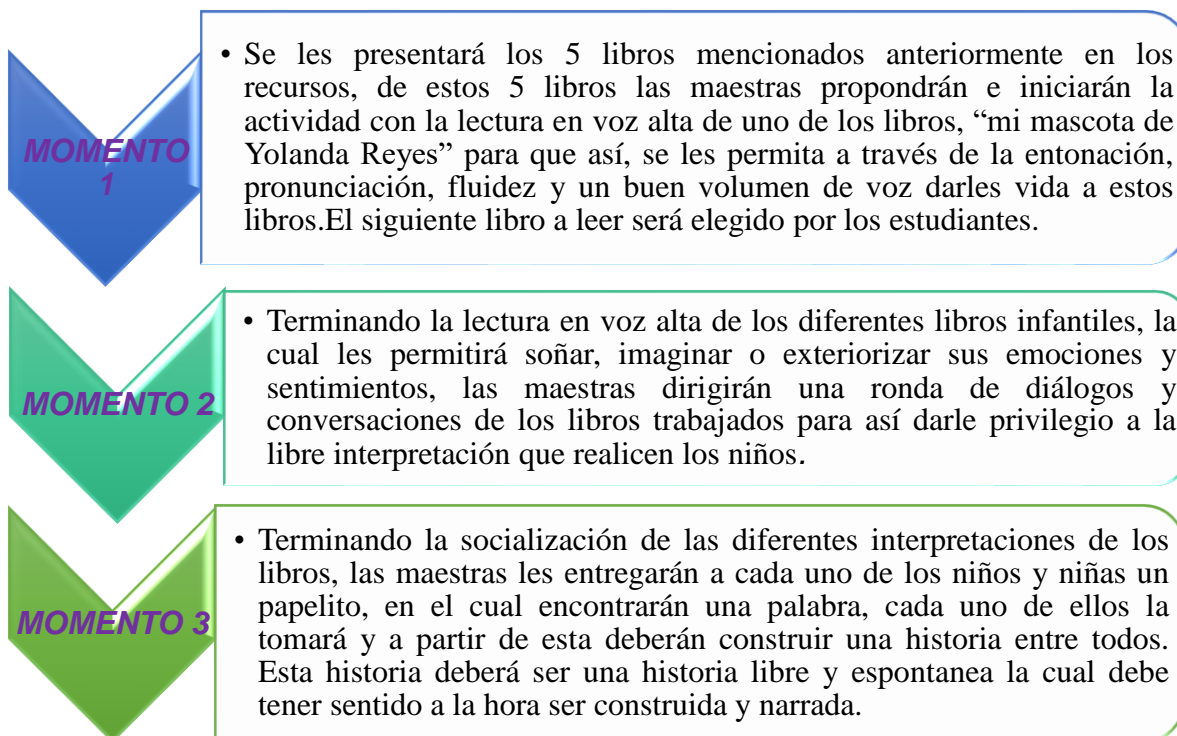 MOMENTO
1
• Se les presentará los 5 libros mencionados anteriormente en los
recursos, de estos 5 libros las maestras propondrán e iniciarán la
actividad con la lectura en voz alta de uno de los libros, “mi mascota de
Yolanda Reyes” para que así, se les permita a través de la entonación,
pronunciación, fluidez y un buen volumen de voz darles vida a estos
libros.El siguiente libro a leer será elegido por los estudiantes.
MOMENTO 2
• Terminando la lectura en voz alta de los diferentes libros infantiles, la
cual les permitirá soñar, imaginar o exteriorizar sus emociones y
sentimientos, las maestras dirigirán una ronda de diálogos y
conversaciones de los libros trabajados para así darle privilegio a la
libre interpretación que realicen los niños.
MOMENTO 3
• Terminando la socialización de las diferentes interpretaciones de los
libros, las maestras les entregarán a cada uno de los niños y niñas un
papelito, en el cual encontrarán una palabra, cada uno de ellos la
tomará y a partir de esta deberán construir una historia entre todos.
Esta historia deberá ser una historia libre y espontanea la cual debe
tener sentido a la hora ser construida y narrada.